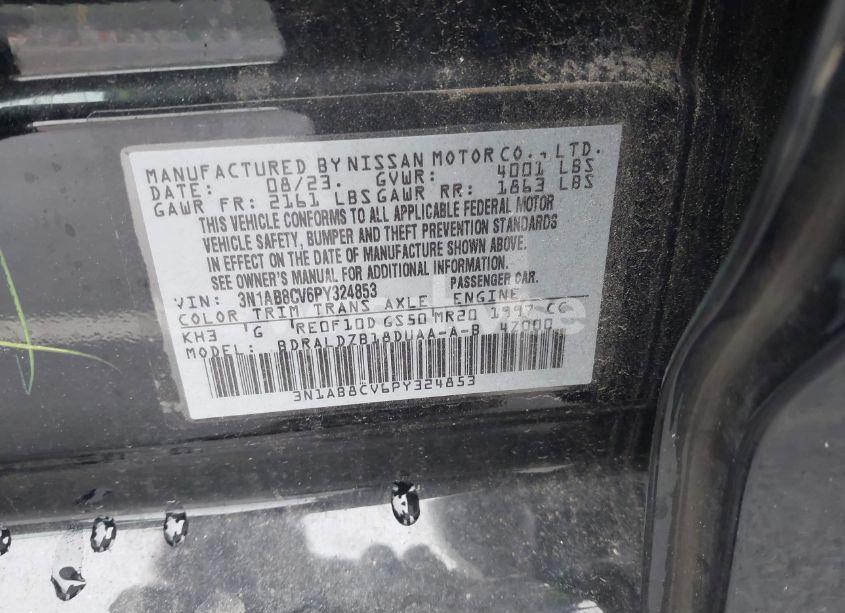 MANUFACTURED BY NISSAN MOTOR CO., LTD.
DATE: 08/23. GVWR: 4001 LBS
GAWR FR: 2161 LBS GAWR RR: 1863 LBS
THIS VEHICLE CONFORMS TO ALL APPLICABLE FEDERAL MOTOR
VEHICLE SAFETY, BUMPER AND THEFT PREVENTION STANDARDS
IN EFFECT ON THE DATE OF MANUFACTURE SHOWN ABOVE.
SEE OWNER'S MANUAL FOR ADDITIONAL INFORMATION.
VIN: 3N1AB8CV6PY324853 PASSENGER CAR.
COLOR TRIM TRANS AXLE ENGINE
KH3 G RE0F10D GS50 MR20 1997 CC
MODEL: BDRALDZB18DUAA-A-B 47000
3N1AB8CV6PY324853